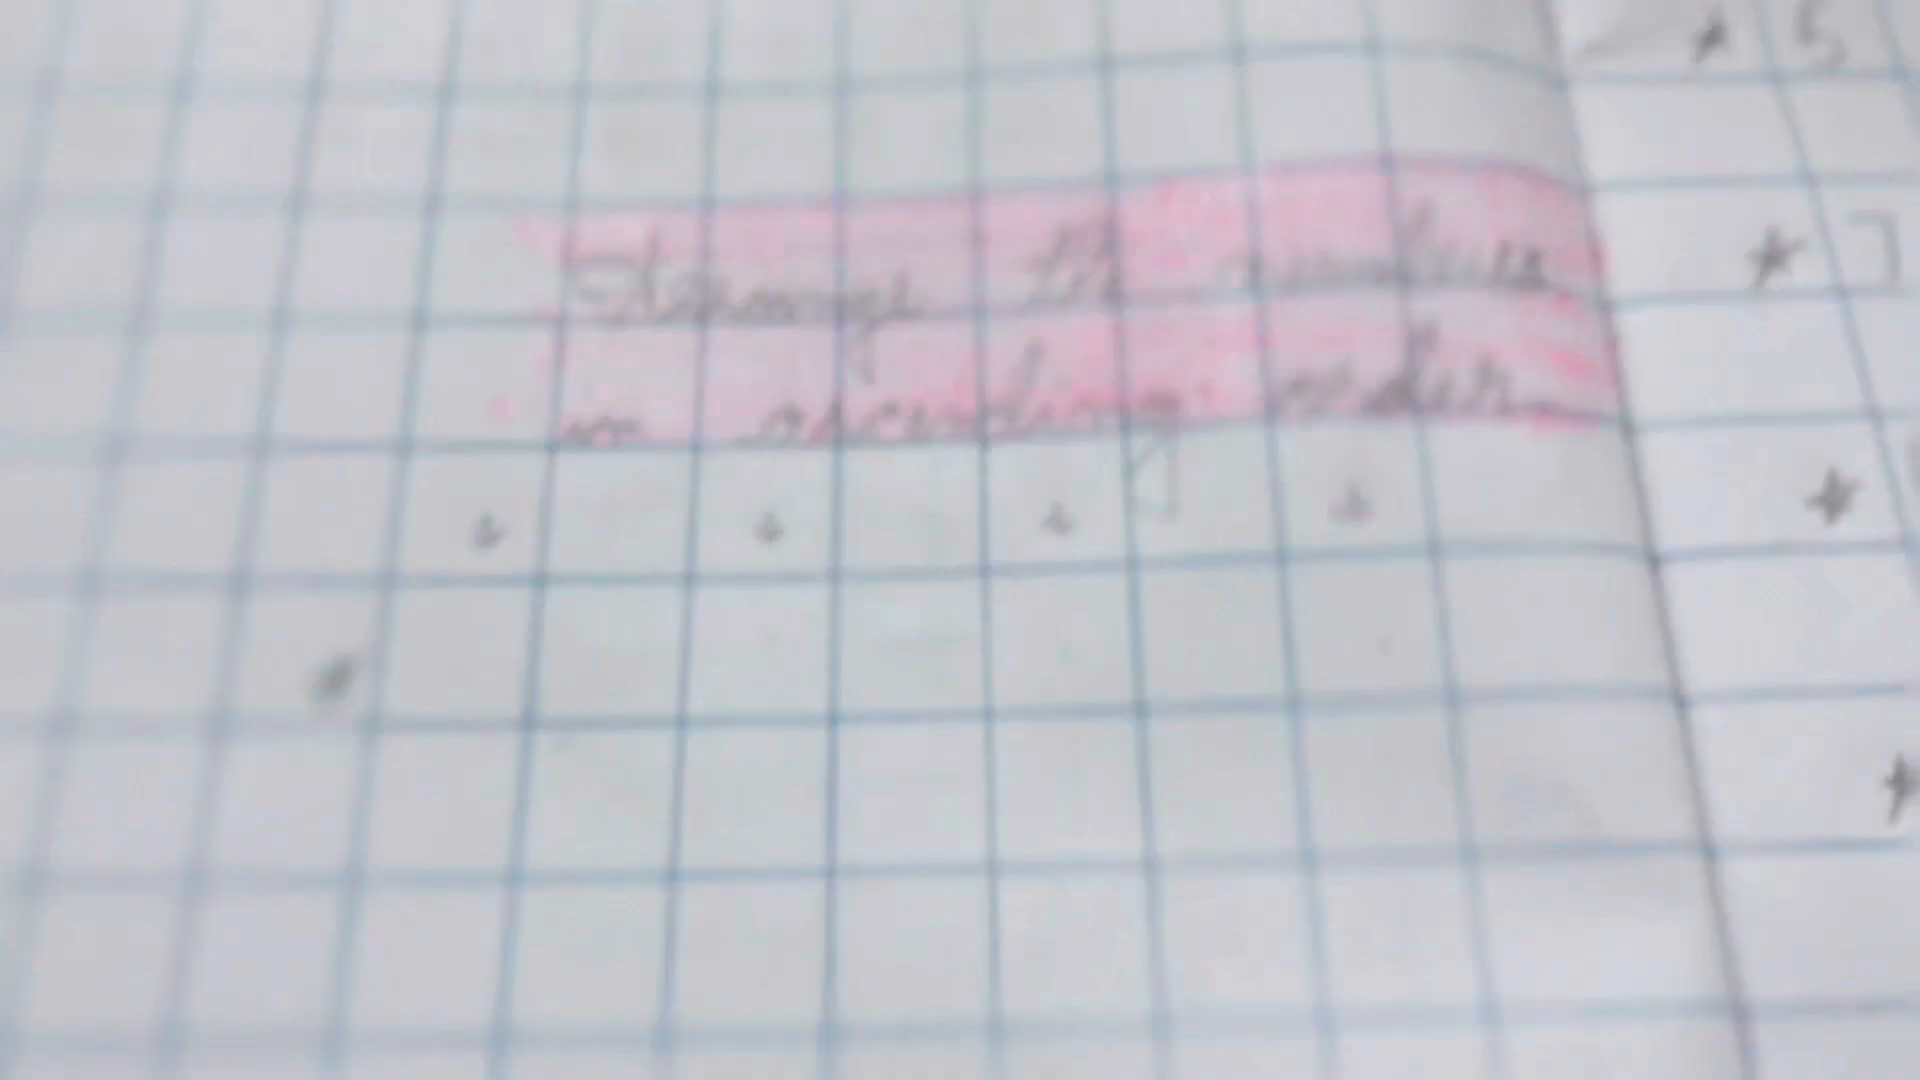 Arrange the numbers
in ascending order.